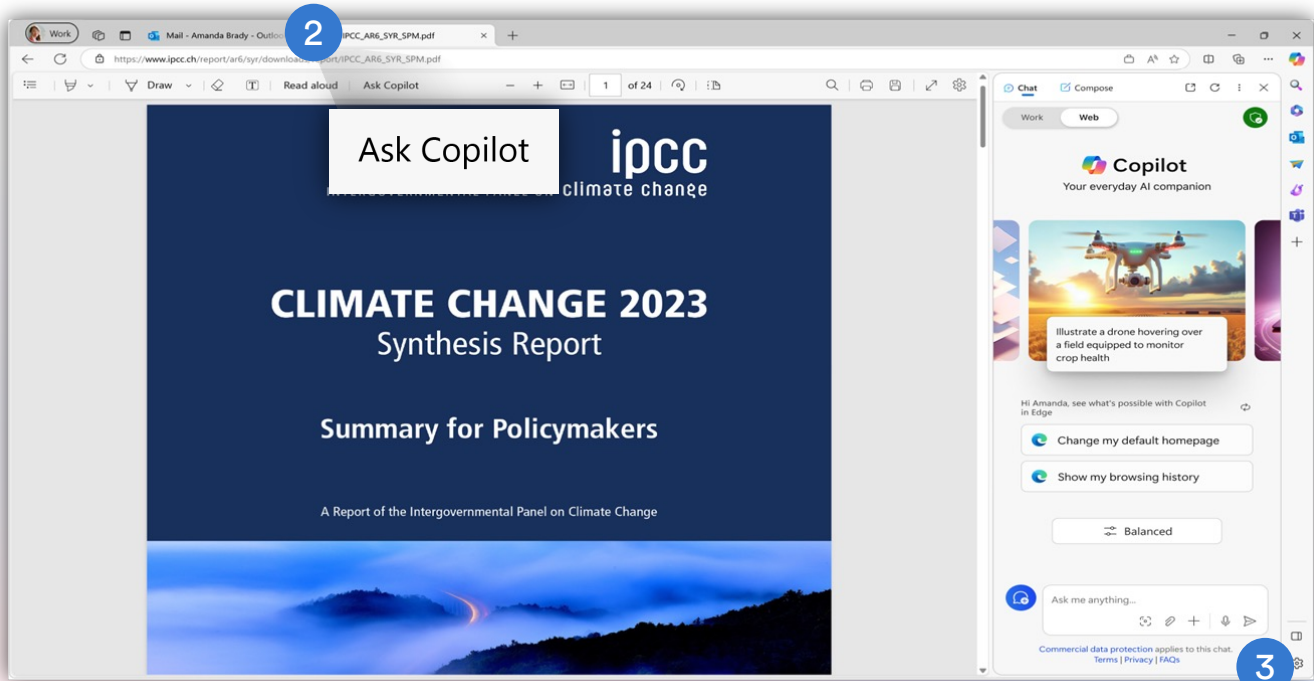 Work
Mail - Amanda Brady - Outlo
2
IPCC_AR6_SYR_SPM.pdf
https://www.ipcc.ch/report/ar6/syr/downloads/report/IPCC_AR6_SYR_SPM.pdf
Draw
Read aloud
Ask Copilot
1
of 24
Ask Copilot
ipcc
climate change
CLIMATE CHANGE 2023
Synthesis Report
Summary for Policymakers
A Report of the Intergovernmental Panel on Climate Change
Chat
Compose
Work
Web
Copilot
Your everyday AI companion
Illustrate a drone hovering over
a field equipped to monitor
crop health
Hi Amanda, see what's possible with Copilot
in Edge
Change my default homepage
Show my browsing history
Balanced
Ask me anything...
Commercial data protection applies to this chat.
Terms | Privacy | FAQs
3